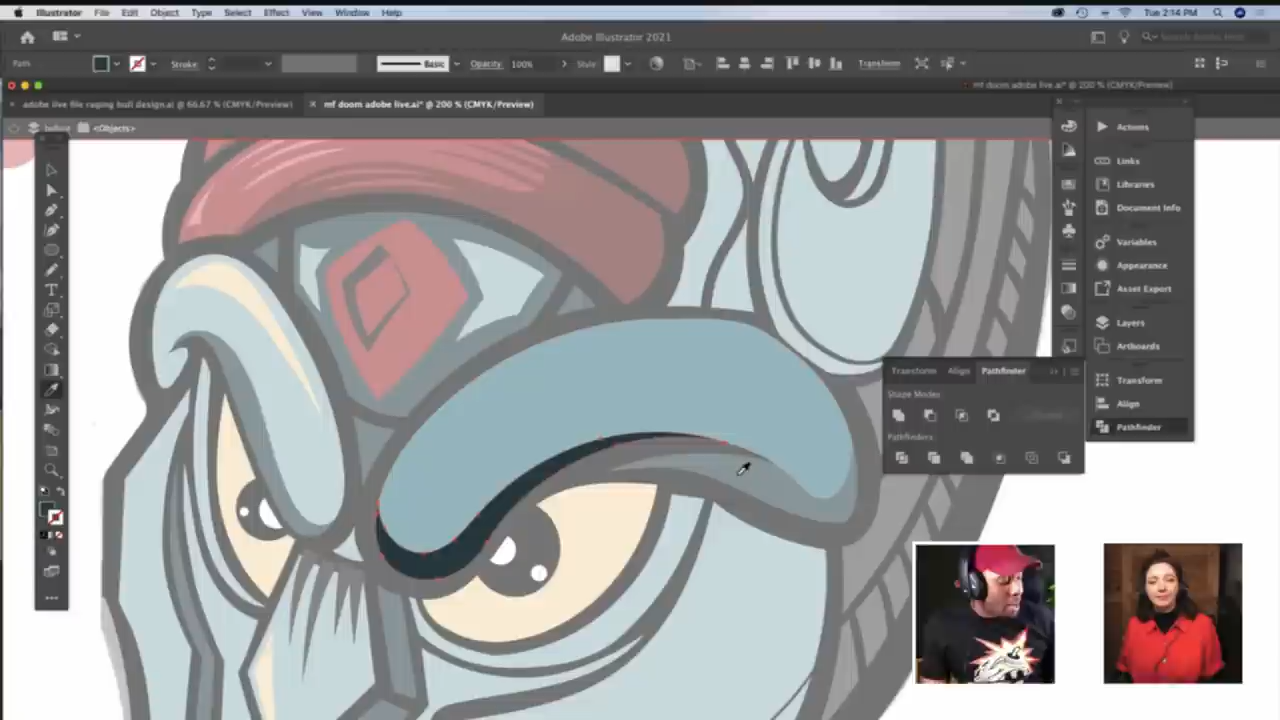 Illustrator File Edit Object Type Select Effect View Window Help
Tue 2:14 PM
Adobe Illustrator 2021
Path
Stroke:
Basic
Opacity: 100%
Style:
Transform
mf doom adobe live.ai* @ 200 % (CMYK/Preview)
adobe live file raging bull design.ai @ 66.67 % (CMYK/Preview)
mf doom adobe live.ai* @ 200 % (CMYK/Preview)
<Objects>
Actions
Links
Libraries
Document Info
Variables
Appearance
Asset Export
Layers
Artboards
Transform
Align
Pathfinder
Transform Align Pathfinder
Shape Modes:
Pathfinders: